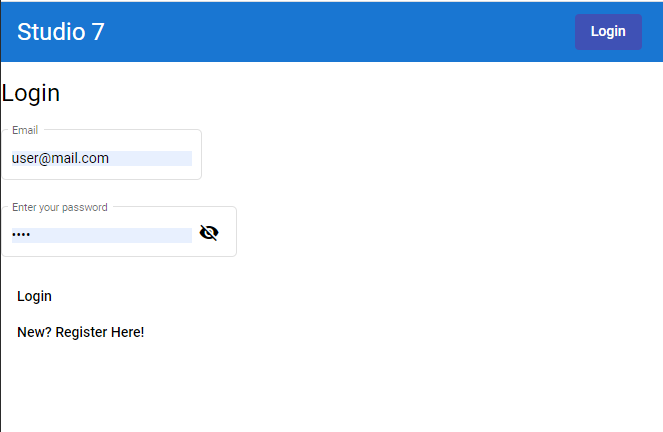 Studio 7
Login
Login
Email
user@mail.com
Enter your password
••••
Login
New? Register Here!